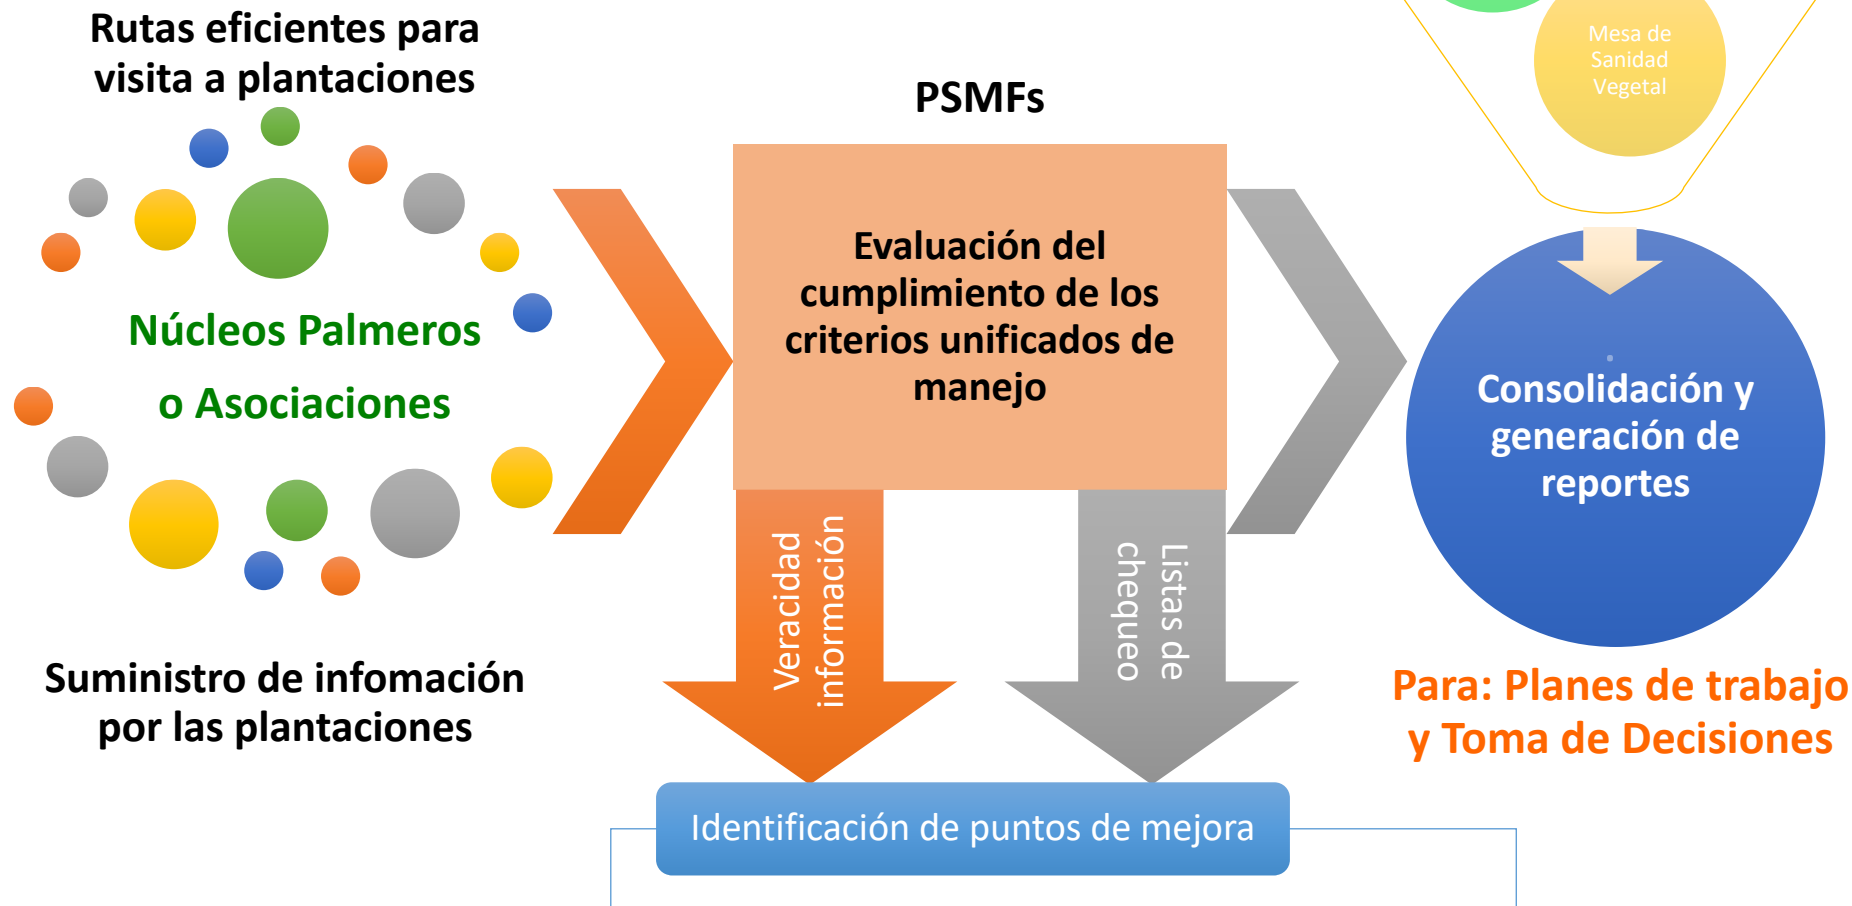 Rutas eficientes para
visita a plantaciones
Núcleos Palmeros
o Asociaciones
Suministro de infomación
por las plantaciones
PSMFs
Evaluación del
cumplimiento de los
criterios unificados de
manejo
Veracidad
información
Listas de
chequeo
Identificación de puntos de mejora
Mesa de
Sanidad
Vegetal
Consolidación y
generación de
reportes
Para: Planes de trabajo
y Toma de Decisiones